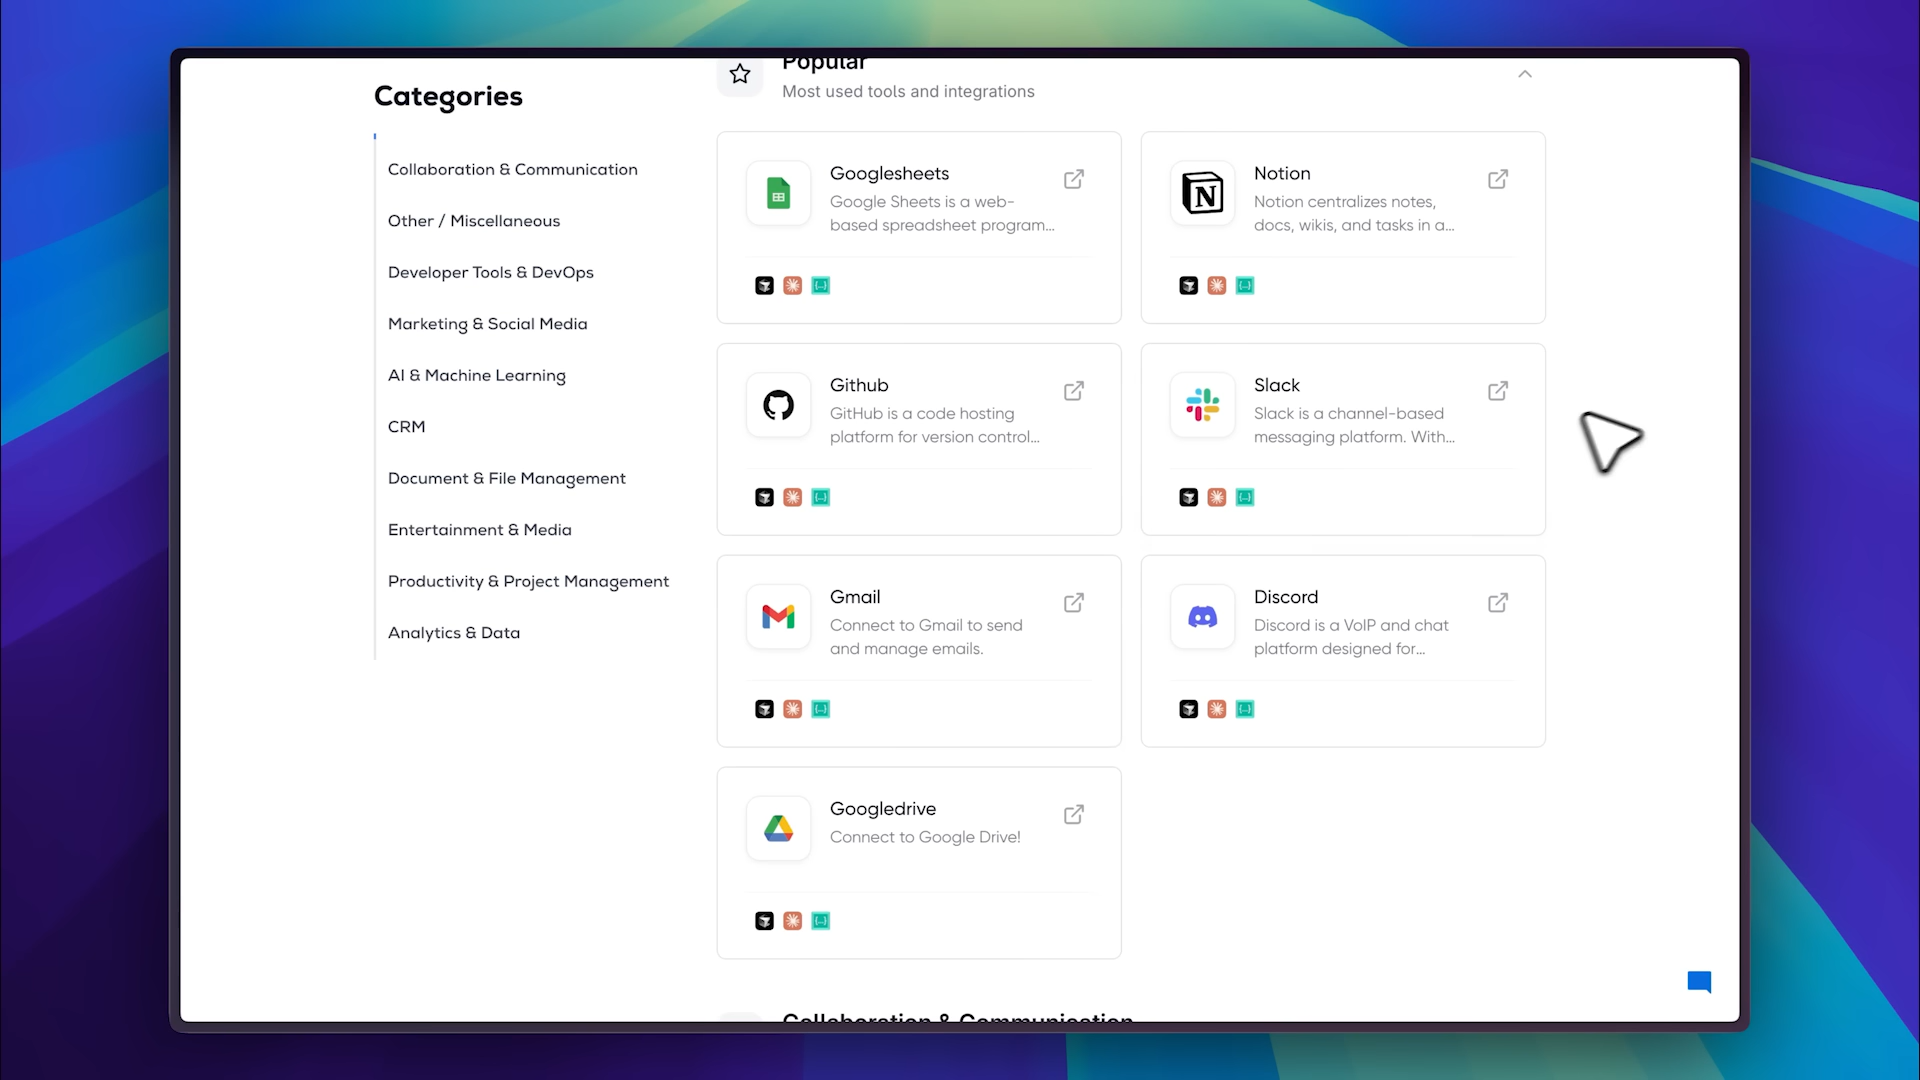 Categories
Collaboration & Communication
Other / Miscellaneous
Developer Tools & DevOps
Marketing & Social Media
AI & Machine Learning
CRM
Document & File Management
Entertainment & Media
Productivity & Project Management
Analytics & Data
Popular
Most used tools and integrations
Googlesheets
Google Sheets is a web-
based spreadsheet program...
Notion
Notion centralizes notes,
docs, wikis, and tasks in a...
Github
GitHub is a code hosting
platform for version control...
Slack
Slack is a channel-based
messaging platform. With...
Gmail
Connect to Gmail to send
and manage emails.
Discord
Discord is a VoIP and chat
platform designed for...
Googledrive
Connect to Google Drive!
Collaboration & Communication